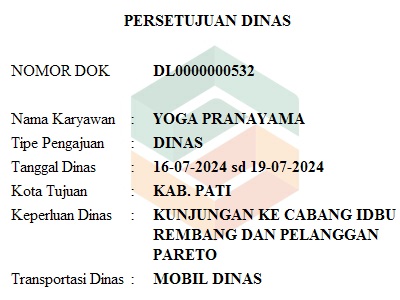 PERSETUJUAN DINAS
NOMOR DOK DL0000000532
Nama Karyawan : YOGA PRANAYAMA
Tipe Pengajuan : DINAS
Tanggal Dinas : 16-07-2024 sd 19-07-2024
Kota Tujuan : KAB. PATI
Keperluan Dinas : KUNJUNGAN KE CABANG IDBU
REMBANG DAN PELANGGAN
PARETO
Transportasi Dinas : MOBIL DINAS